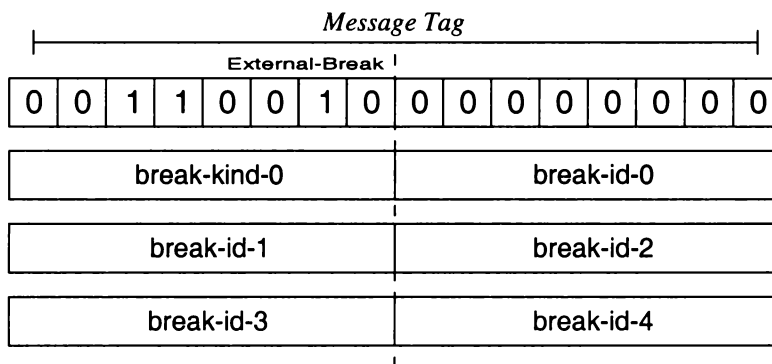 Message Tag
External-Break
0 0 1 1 0 0 1 0 0 0 0 0 0 0 0 0
break-kind-0 break-id-0
break-id-1 break-id-2
break-id-3 break-id-4